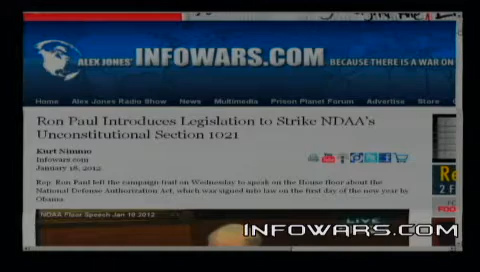 ALEX JONES' INFOWARS.COM BECAUSE THERE IS A WAR ON
Home Alex Jones Radio Show News Multimedia Prison Planet Forum Advertise Store
Ron Paul Introduces Legislation to Strike NDAA's
Unconstitutional Section 1021
Kurt Nimmo
Infowars.com
January 18, 2012
Rep. Ron Paul left the campaign trail on Wednesday to speak on the House floor about the
National Defense Authorization Act, which was signed into law on the first day of the new year by
Obama.
NDAA Floor Speech Jan 18 2012
LIVE
INFOWARS.COM